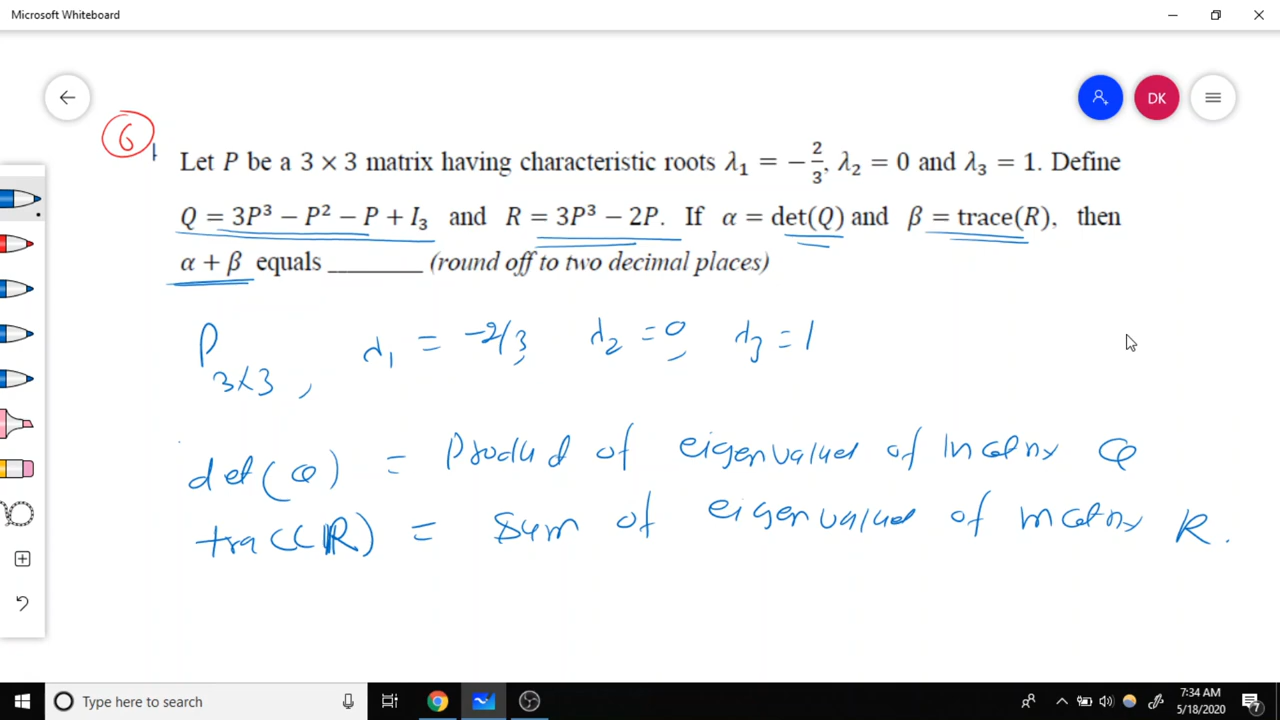 Microsoft Whiteboard
DK
6
Let P be a 3 × 3 matrix having characteristic roots λ₁ = −2/3, λ₂ = 0 and λ₃ = 1. Define
Q = 3P³ − P² − P + I₃ and R = 3P³ − 2P. If α = det(Q) and β = trace(R), then
α + β equals ________ (round off to two decimal places)
P 3×3, λ₁ = -2/3, λ₂ = 0, λ₃ = 1
det(Q) = Product of eigenvalues of matrix Q
trace(R) = sum of eigenvalues of matrix R.
Type here to search
7:34 AM
5/18/2020
7